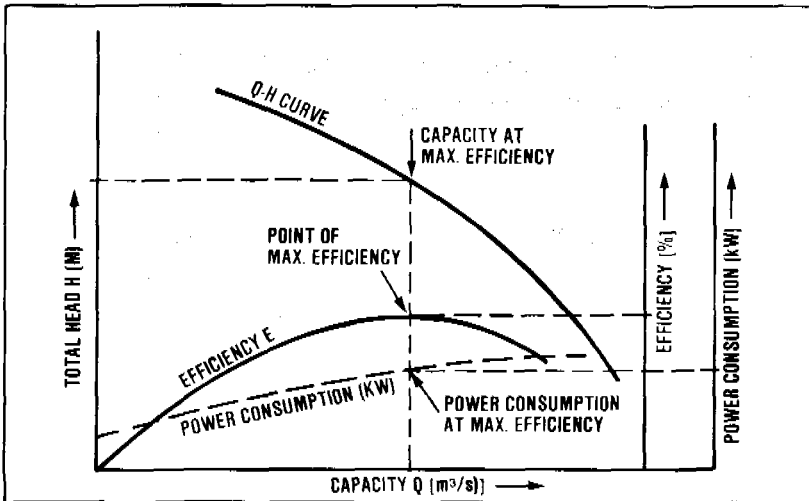 Q-H CURVE
CAPACITY AT
MAX. EFFICIENCY
POINT OF
MAX. EFFICIENCY
EFFICIENCY E
POWER CONSUMPTION (KW)
POWER CONSUMPTION
AT MAX. EFFICIENCY
TOTAL HEAD H (M)
EFFICIENCY (%)
POWER CONSUMPTION (kW)
CAPACITY Q (m³/s)